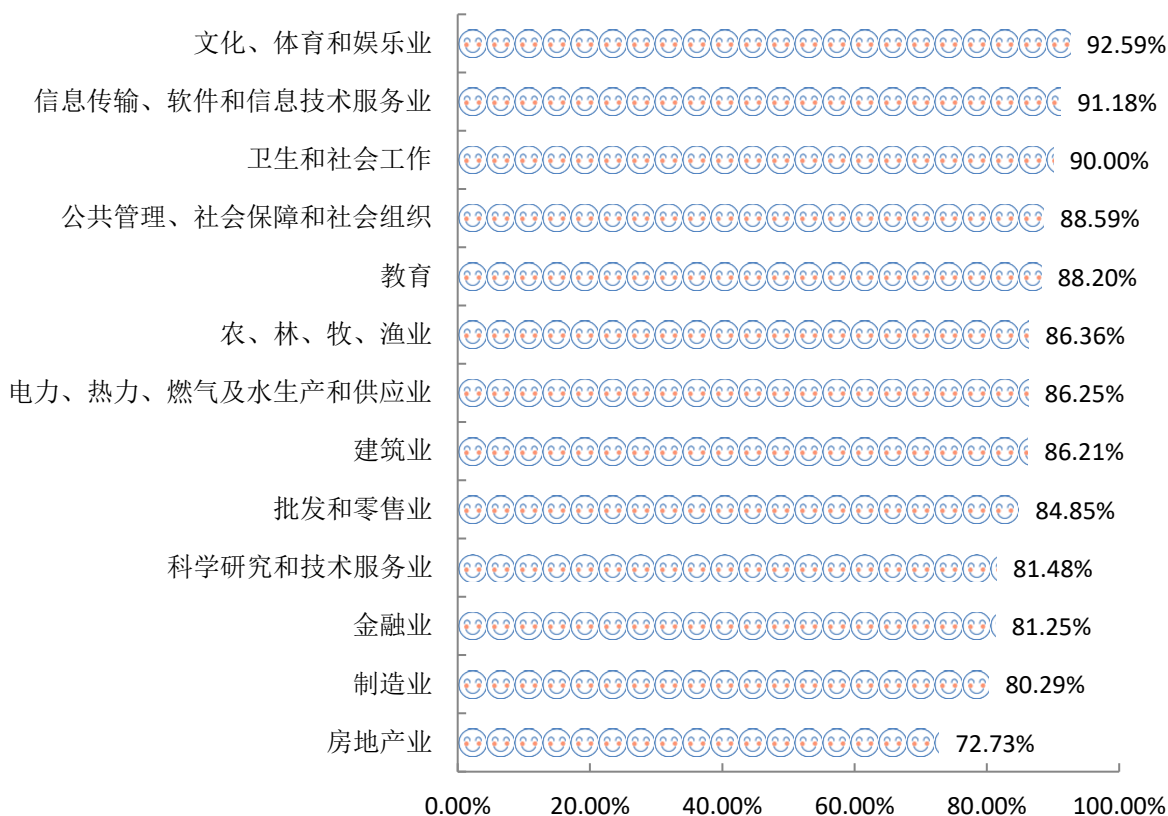 文化、体育和娱乐业 92.59%
信息传输、软件和信息技术服务业 91.18%
卫生和社会工作 90.00%
公共管理、社会保障和社会组织 88.59%
教育 88.20%
农、林、牧、渔业 86.36%
电力、热力、燃气及水生产和供应业 86.25%
建筑业 86.21%
批发和零售业 84.85%
科学研究和技术服务业 81.48%
金融业 81.25%
制造业 80.29%
房地产业 72.73%
0.00% 20.00% 40.00% 60.00% 80.00% 100.00%